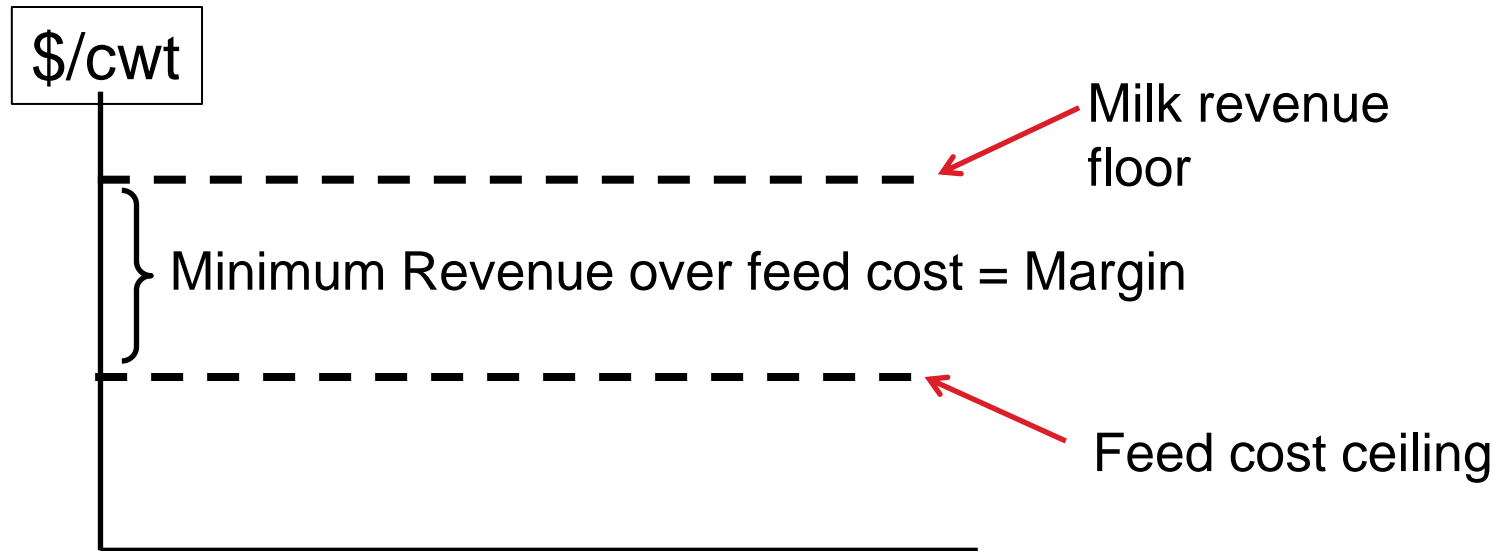 $/cwt
Milk revenue
floor
Minimum Revenue over feed cost = Margin
Feed cost ceiling